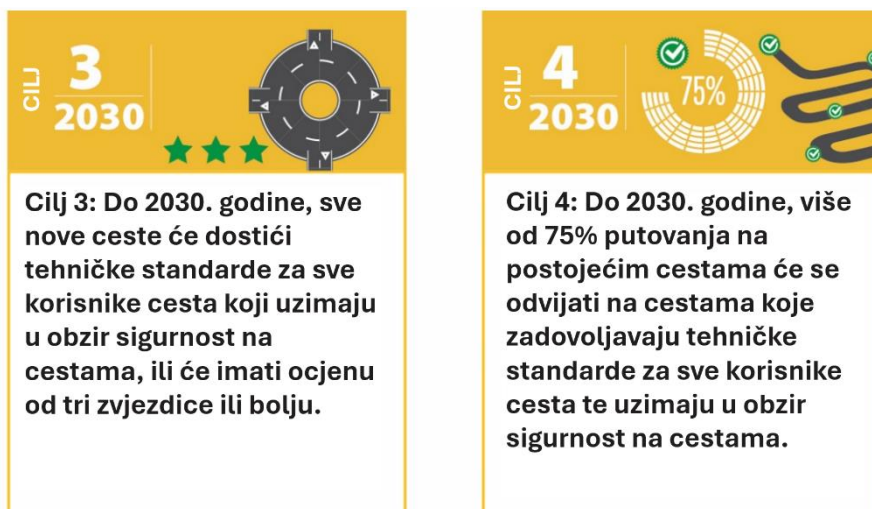 CILJ
3
2030
Cilj 3: Do 2030. godine, sve
nove ceste će dostići
tehničke standarde za sve
korisnike cesta koji uzimaju
u obzir sigurnost na
cestama, ili će imati ocjenu
od tri zvjezdice ili bolju.
CILJ
4
2030
75%
Cilj 4: Do 2030. godine, više
od 75% putovanja na
postojećim cestama će se
odvijati na cestama koje
zadovoljavaju tehničke
standarde za sve korisnike
cesta te uzimaju u obzir
sigurnost na cestama.